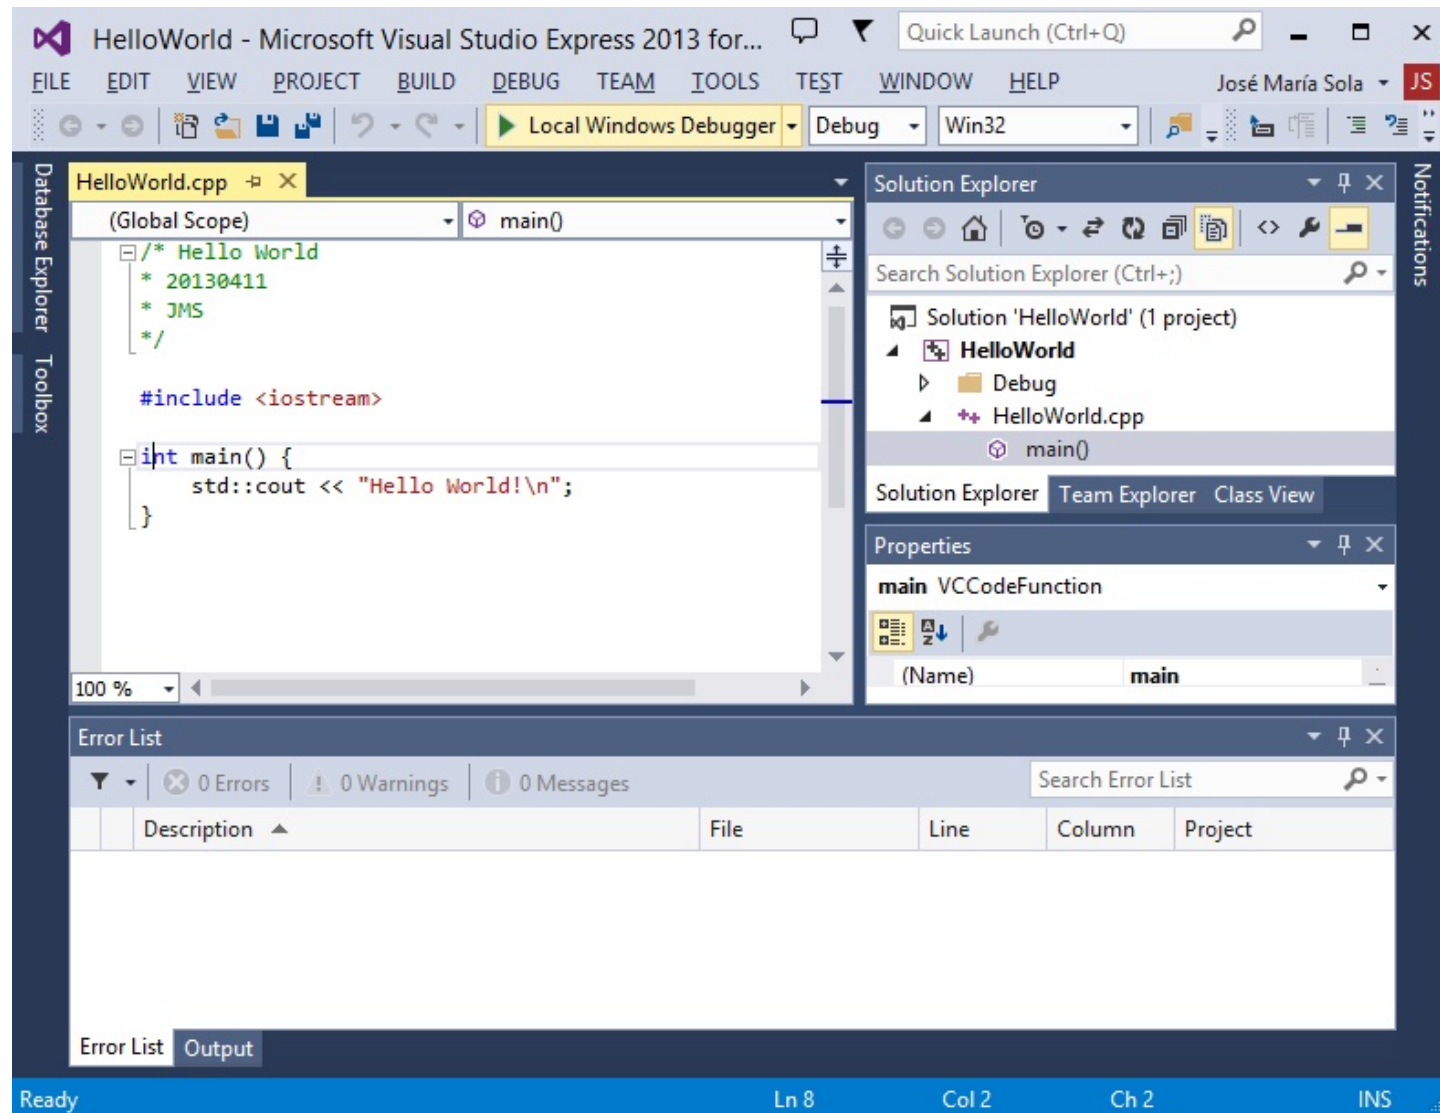 HelloWorld - Microsoft Visual Studio Express 2013 for...
Quick Launch (Ctrl+Q)
FILE EDIT VIEW PROJECT BUILD DEBUG TEAM TOOLS TEST WINDOW HELP
José María Sola JS
Local Windows Debugger Debug Win32
Database Explorer
Toolbox
HelloWorld.cpp
(Global Scope) main()
/* Hello World
* 20130411
* JMS
*/
#include <iostream>
int main() {
std::cout << "Hello World!\n";
}
100 %
Solution Explorer
Search Solution Explorer (Ctrl+;)
Solution 'HelloWorld' (1 project)
HelloWorld
Debug
HelloWorld.cpp
main()
Solution Explorer Team Explorer Class View
Properties
main VCCodeFunction
(Name) main
Notifications
Error List
0 Errors 0 Warnings 0 Messages
Search Error List
Description File Line Column Project
Error List Output
Ready Ln 8 Col 2 Ch 2 INS